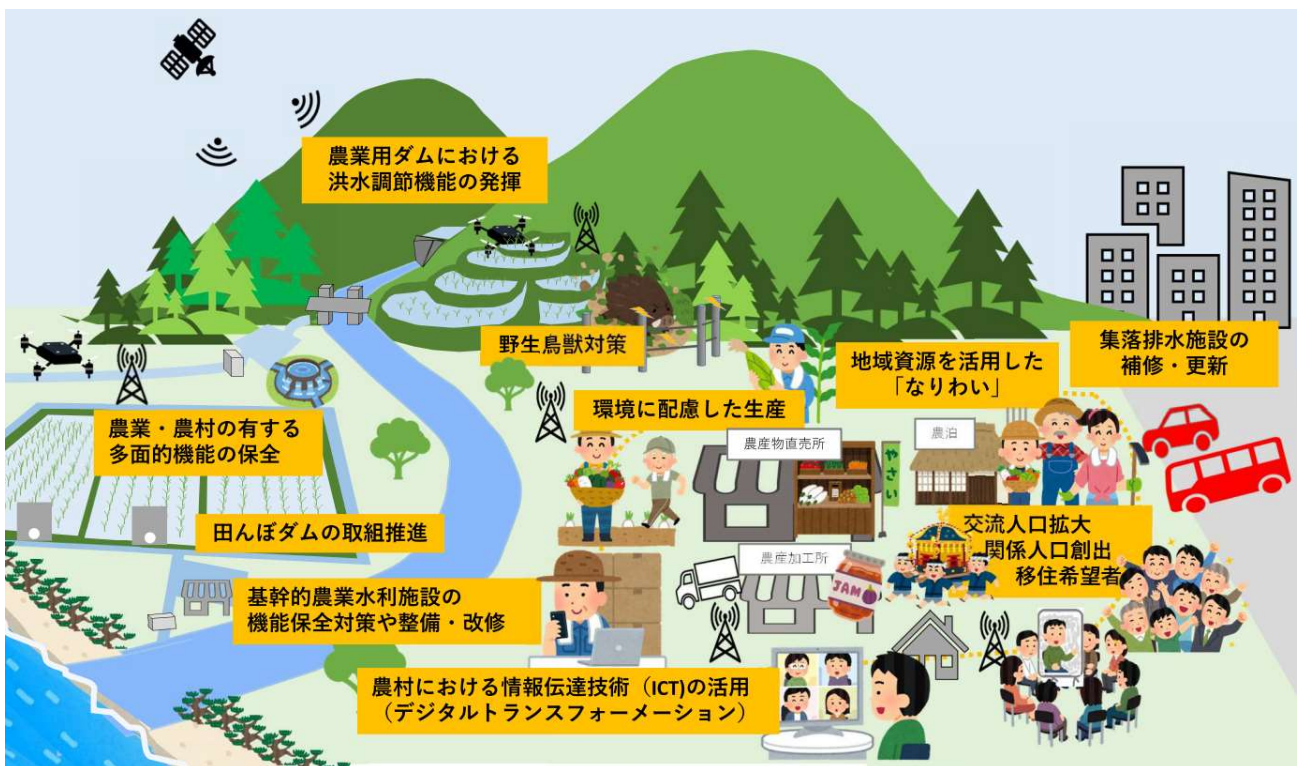 農業用ダムにおける
洪水調節機能の発揮
野生鳥獣対策
集落排水施設の
補修・更新
地域資源を活用した
「なりわい」
環境に配慮した生産
農業・農村の有する
多面的機能の保全
農産物直売所
農泊
やさい
田んぼダムの取組推進
交流人口拡大
関係人口創出
移住希望者
農産加工所
JAM
基幹的農業水利施設の
機能保全対策や整備・改修
農村における情報伝達技術（ICT)の活用
（デジタルトランスフォーメーション）